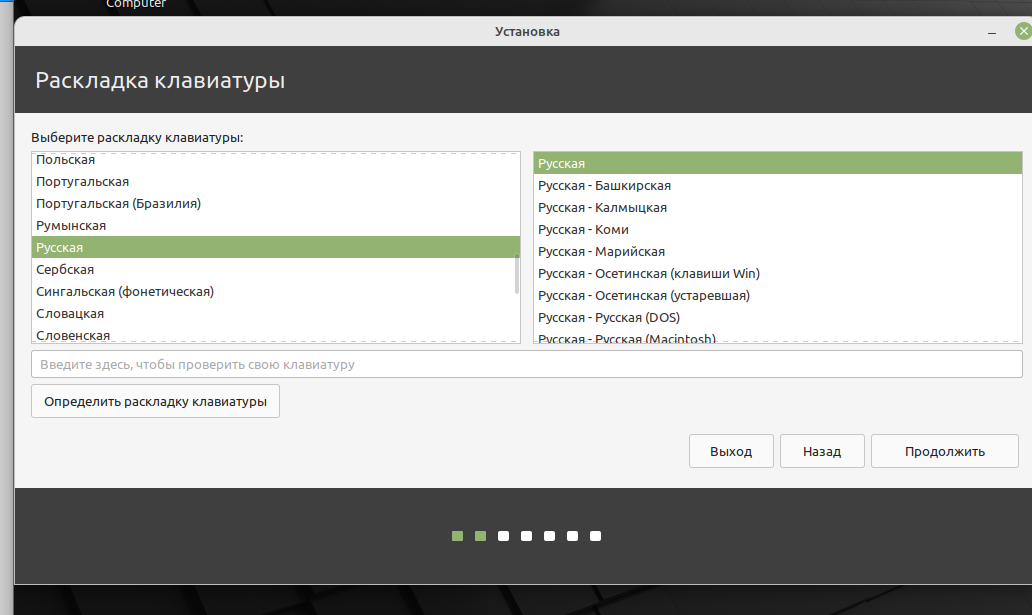 Computer
Установка
Раскладка клавиатуры
Выберите раскладку клавиатуры:
Польская
Португальская
Португальская (Бразилия)
Румынская
Русская
Сербская
Сингальская (фонетическая)
Словацкая
Словенская
Русская
Русская - Башкирская
Русская - Калмыцкая
Русская - Коми
Русская - Марийская
Русская - Осетинская (клавиши Win)
Русская - Осетинская (устаревшая)
Русская - Русская (DOS)
Русская - Русская (Macintosh)
Введите здесь, чтобы проверить свою клавиатуру
Определить раскладку клавиатуры
Выход
Назад
Продолжить